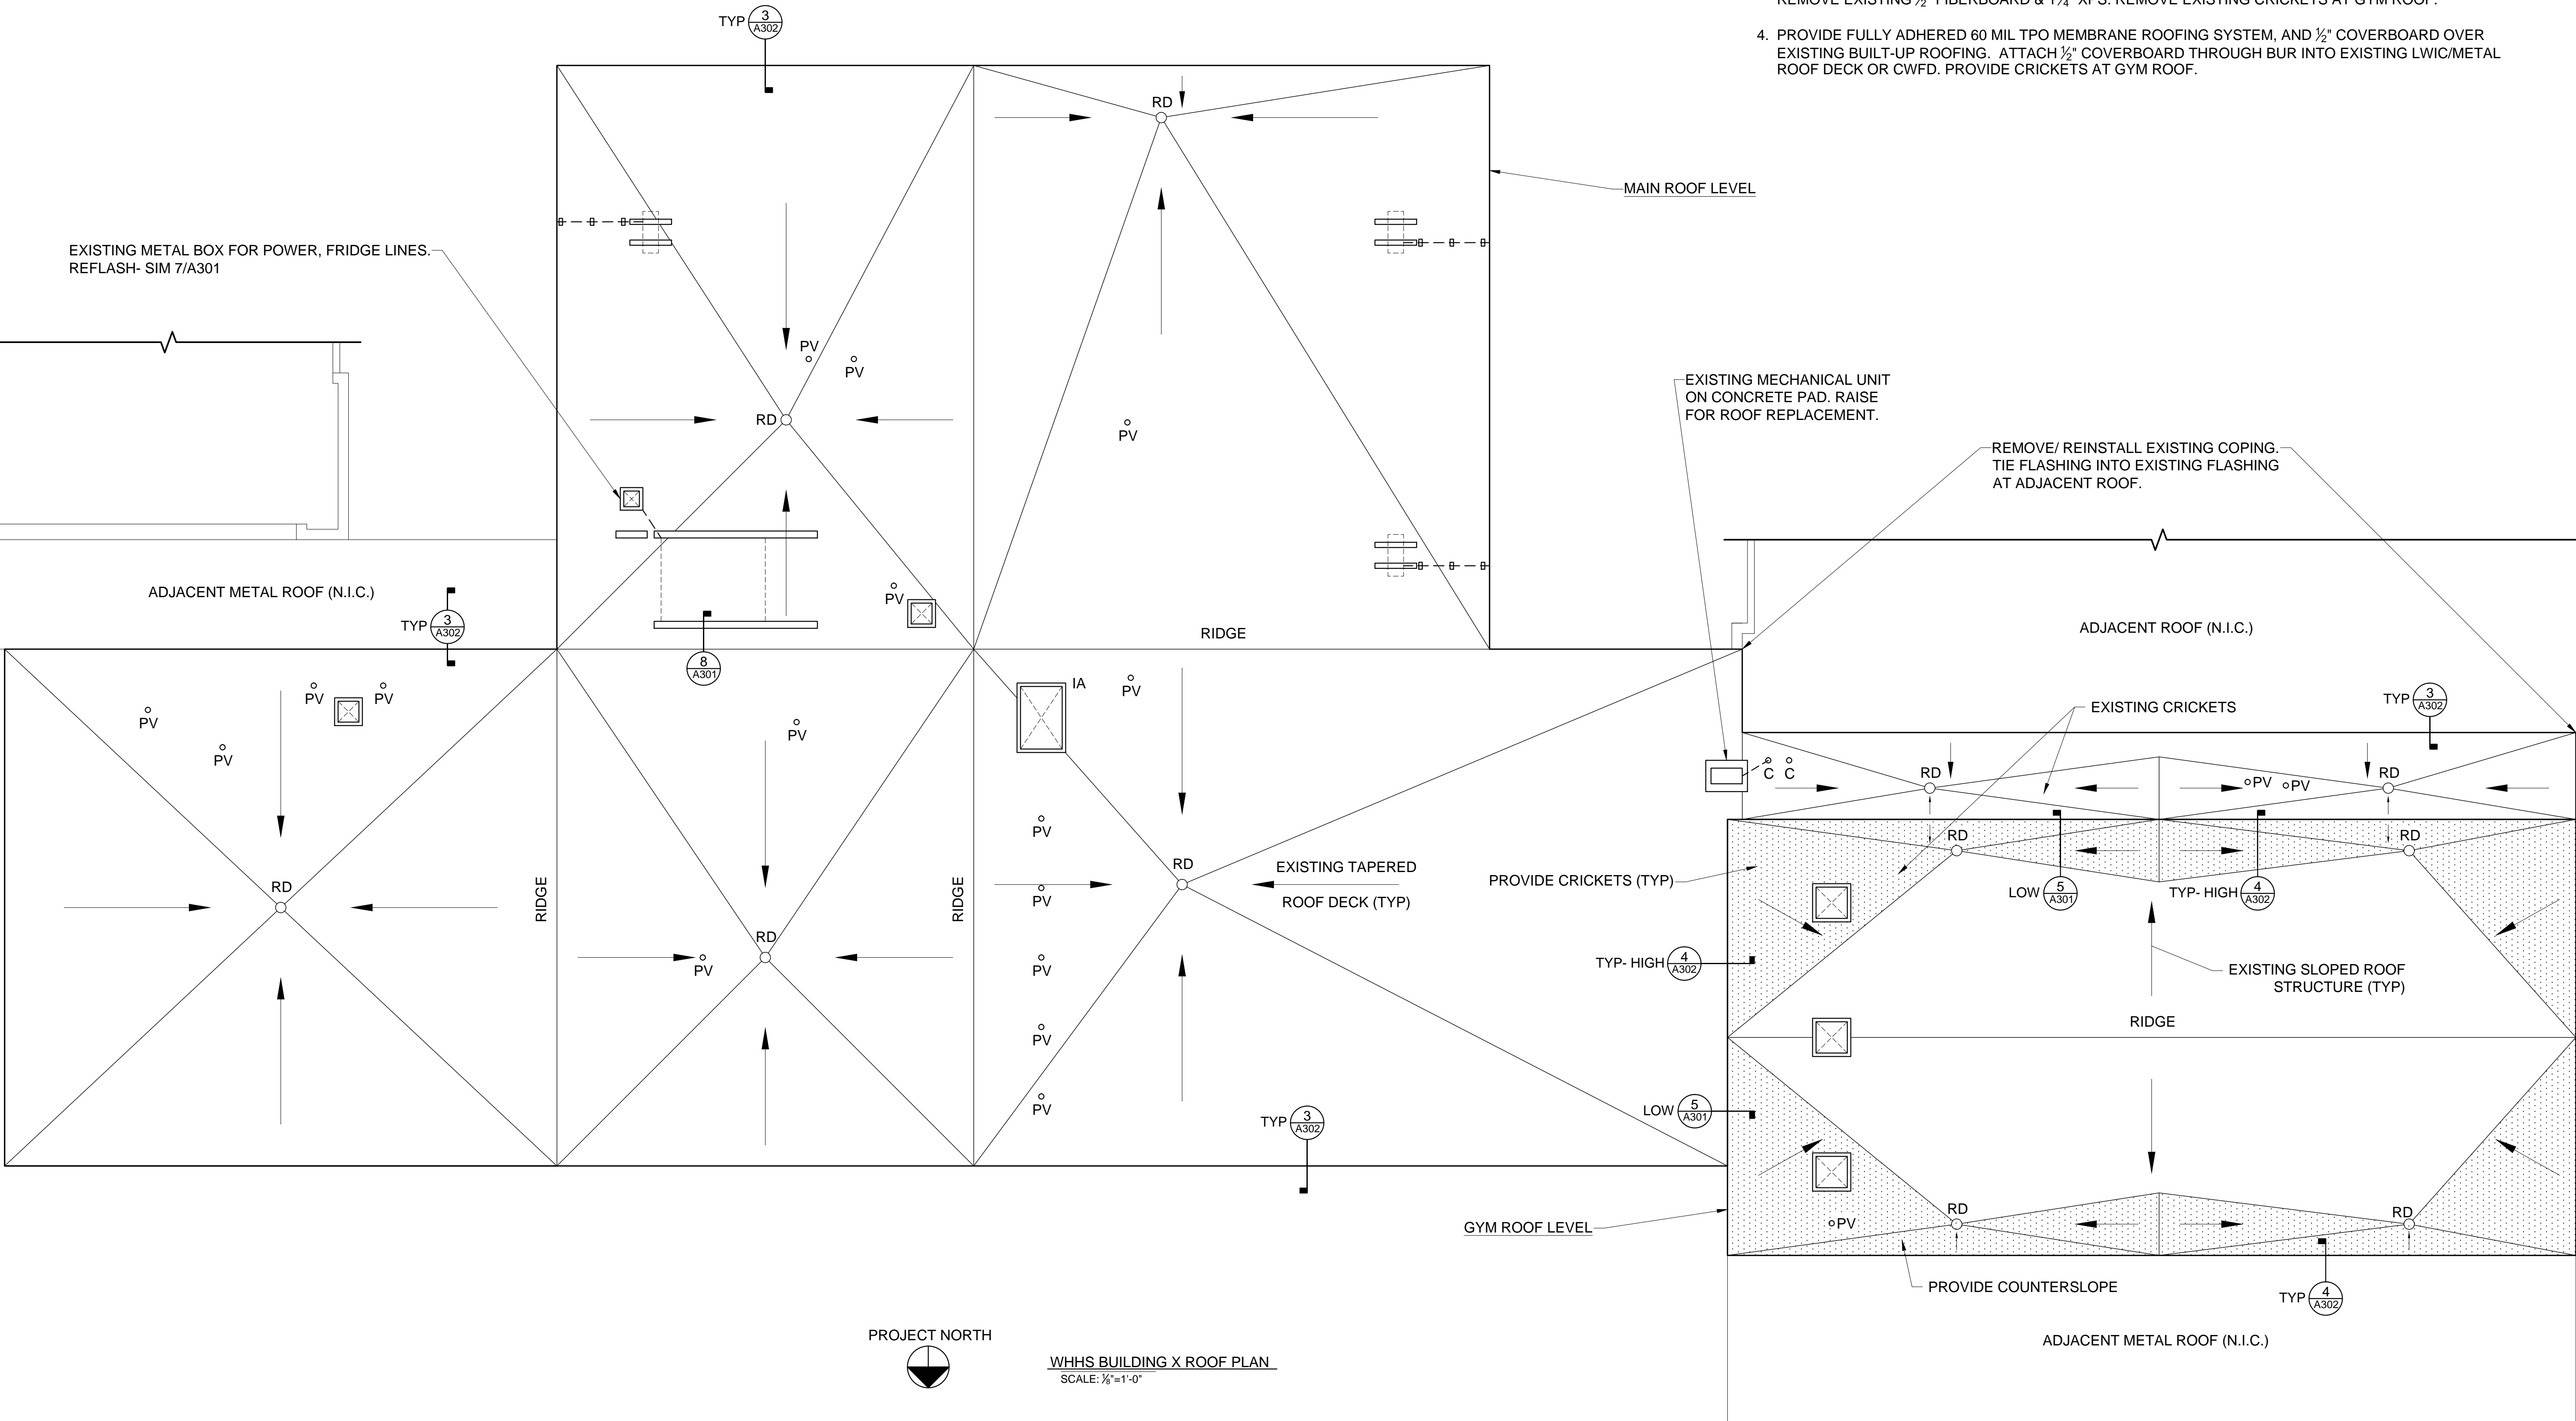 REMOVE EXISTING ½" FIBERBOARD & 1¼" XPS. REMOVE EXISTING CRICKETS AT GYM ROOF.
4. PROVIDE FULLY ADHERED 60 MIL TPO MEMBRANE ROOFING SYSTEM, AND ½" COVERBOARD OVER
EXISTING BUILT-UP ROOFING. ATTACH ½" COVERBOARD THROUGH BUR INTO EXISTING LWIC/METAL
ROOF DECK OR CWFD. PROVIDE CRICKETS AT GYM ROOF.
TYP 3
A302
RD
MAIN ROOF LEVEL
EXISTING METAL BOX FOR POWER, FRIDGE LINES.
REFLASH- SIM 7/A301
PV
PV
RD
PV
EXISTING MECHANICAL UNIT
ON CONCRETE PAD. RAISE
FOR ROOF REPLACEMENT.
REMOVE/ REINSTALL EXISTING COPING.
TIE FLASHING INTO EXISTING FLASHING
AT ADJACENT ROOF.
ADJACENT METAL ROOF (N.I.C.)
TYP 3
A302
PV
8
A301
RIDGE
ADJACENT ROOF (N.I.C.)
PV
PV
PV
PV
PV
IA
PV
EXISTING CRICKETS
TYP 3
A302
C C
RD
PV
PV
RD
RD
RD
PV
PV
PV
PV
PV
RD
RIDGE
RD
PV
RIDGE
RD
EXISTING TAPERED
ROOF DECK (TYP)
PROVIDE CRICKETS (TYP)
LOW 5
A301
TYP- HIGH 4
A302
TYP- HIGH 4
A302
EXISTING SLOPED ROOF
STRUCTURE (TYP)
RIDGE
LOW 5
A301
TYP 3
A302
GYM ROOF LEVEL
PV
RD
RD
PROVIDE COUNTERSLOPE
TYP 4
A302
PROJECT NORTH
WHHS BUILDING X ROOF PLAN
SCALE: ⅛"=1'-0"
ADJACENT METAL ROOF (N.I.C.)